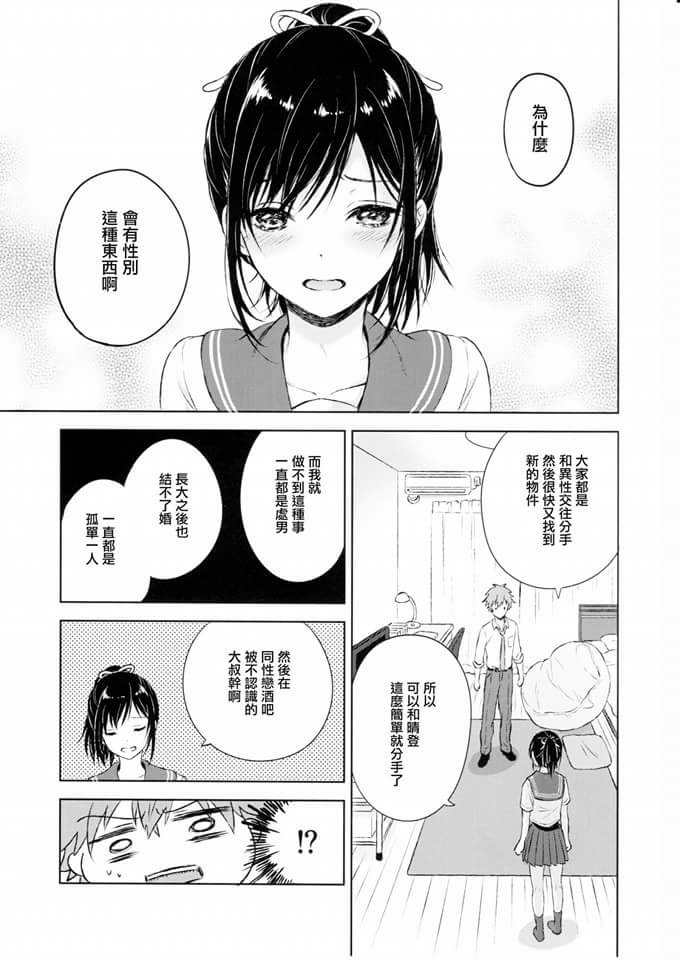 為什麼
會有性別
這種東西啊
大家都是
和異性交往分手
然後很快又找到
新的物件
所以
可以和晴登
這麼簡單就分手了
而我就
做不到這種事
一直都是處男
長大之後也
結不了婚
一直都是
孤單一人
然後在
同性戀酒吧
被不認識的
大叔幹啊
!?